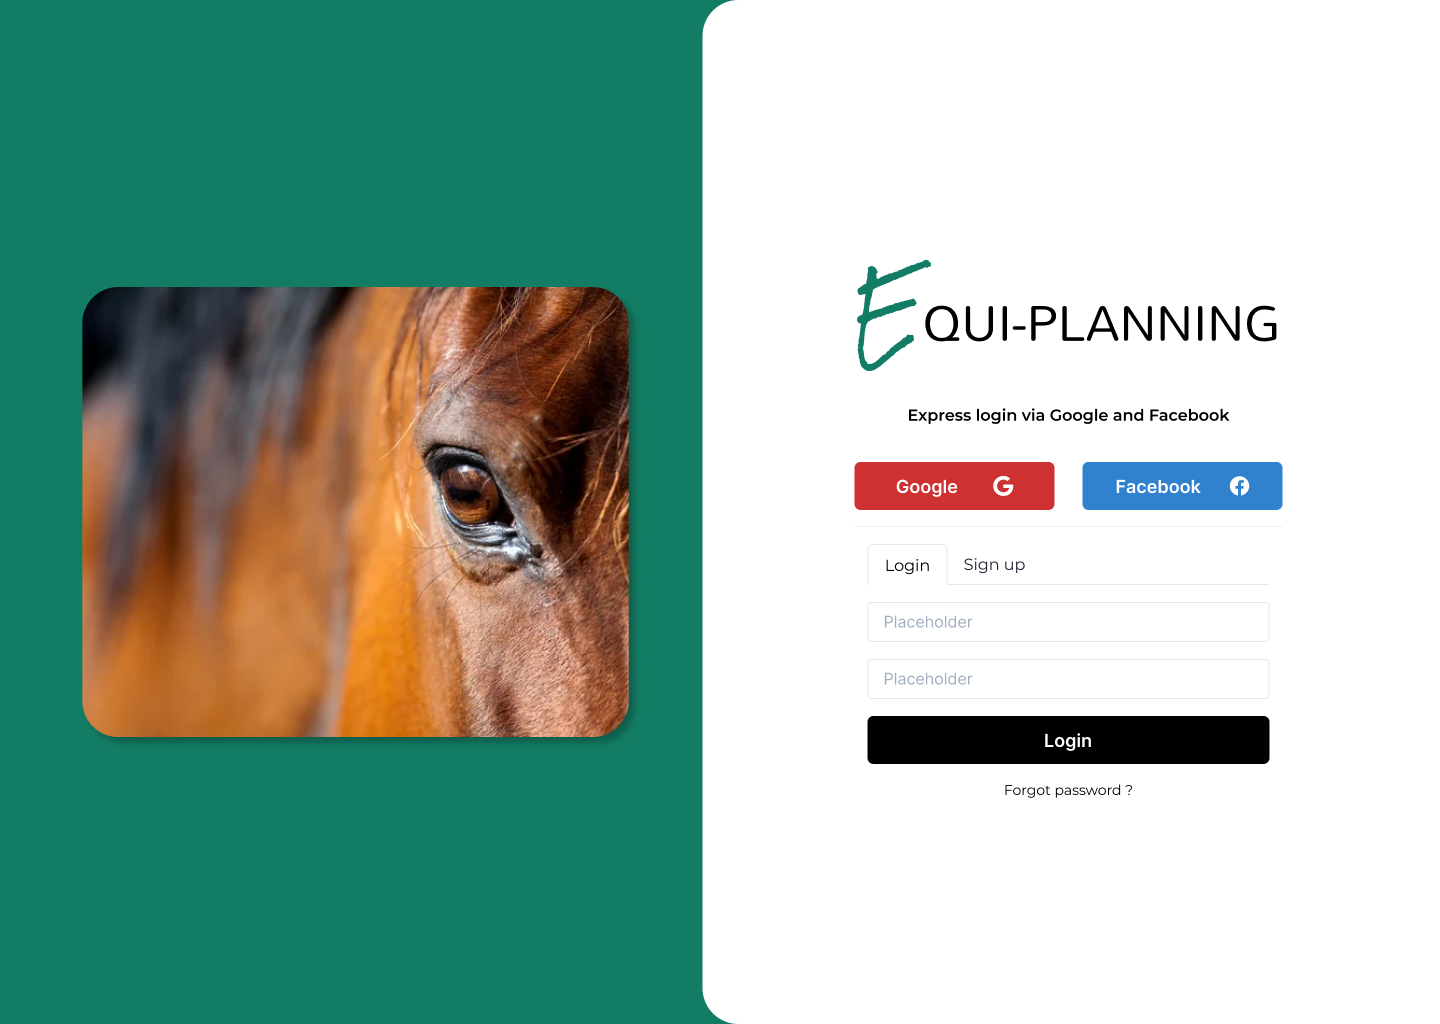 EQUI-PLANNING
Express login via Google and Facebook
Google
Facebook
Login
Sign up
Placeholder
Placeholder
Login
Forgot password ?